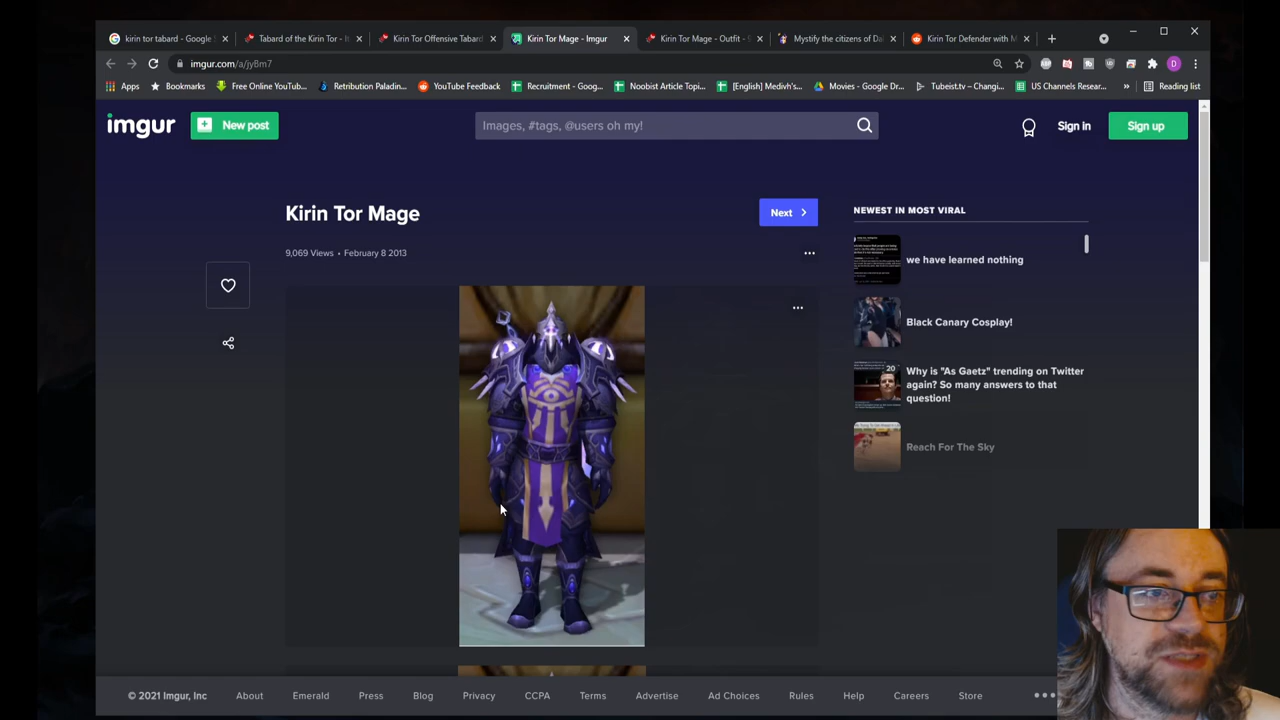 kirin tor tabard - Google
Tabard of the Kirin Tor - It
Kirin Tor Offensive Tabard
Kirin Tor Mage - Imgur
Kirin Tor Mage - Outfit -
Mystify the citizens of Da
Kirin Tor Defender with M
imgur.com/a/jyBm7
Apps
Bookmarks
Free Online YouTub...
Retribution Paladin...
YouTube Feedback
Recruitment - Goog...
Noobist Article Topi...
[English] Medivh's...
Movies - Google Dr...
Tubeist.tv – Changi...
US Channels Resear...
Reading list
imgur
New post
Images, #tags, @users oh my!
Sign in
Sign up
Kirin Tor Mage
Next
9,069 Views • February 8 2013
NEWEST IN MOST VIRAL
we have learned nothing
Black Canary Cosplay!
20
Why is "As Gaetz" trending on Twitter
again? So many answers to that
question!
Reach For The Sky
© 2021 Imgur, Inc
About
Emerald
Press
Blog
Privacy
CCPA
Terms
Advertise
Ad Choices
Rules
Help
Careers
Store